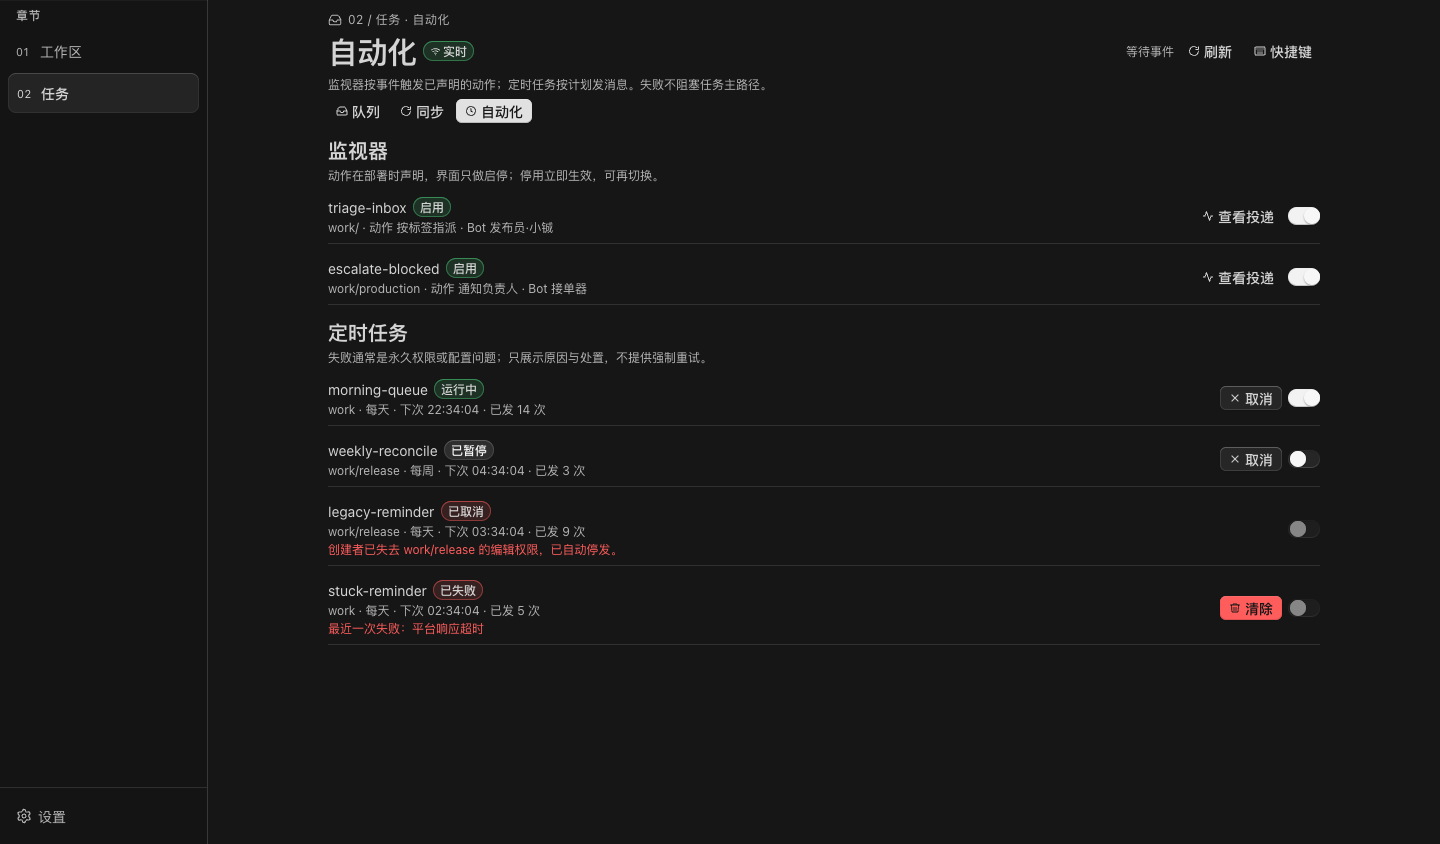 章节
01 工作区
02 任务
设置
02 / 任务 · 自动化
自动化 实时
等待事件 刷新 快捷键
监视器按事件触发已声明的动作；定时任务按计划发消息。失败不阻塞任务主路径。
队列 同步 自动化
监视器
动作在部署时声明，界面只做启停；停用立即生效，可再切换。
triage-inbox 启用
work/ · 动作 按标签指派 · Bot 发布员·小铖
查看投递
escalate-blocked 启用
work/production · 动作 通知负责人 · Bot 接单器
查看投递
定时任务
失败通常是永久权限或配置问题；只展示原因与处置，不提供强制重试。
morning-queue 运行中
work · 每天 · 下次 22:34:04 · 已发 14 次
取消
weekly-reconcile 已暂停
work/release · 每周 · 下次 04:34:04 · 已发 3 次
取消
legacy-reminder 已取消
work/release · 每天 · 下次 03:34:04 · 已发 9 次
创建者已失去 work/release 的编辑权限，已自动停发。
stuck-reminder 已失败
work · 每天 · 下次 02:34:04 · 已发 5 次
最近一次失败：平台响应超时
清除